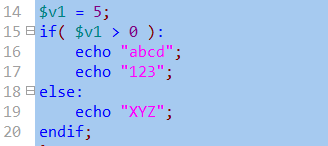 14 $v1 = 5;
15 if( $v1 > 0 ):
16 echo "abcd";
17 echo "123";
18 else:
19 echo "XYZ";
20 endif;